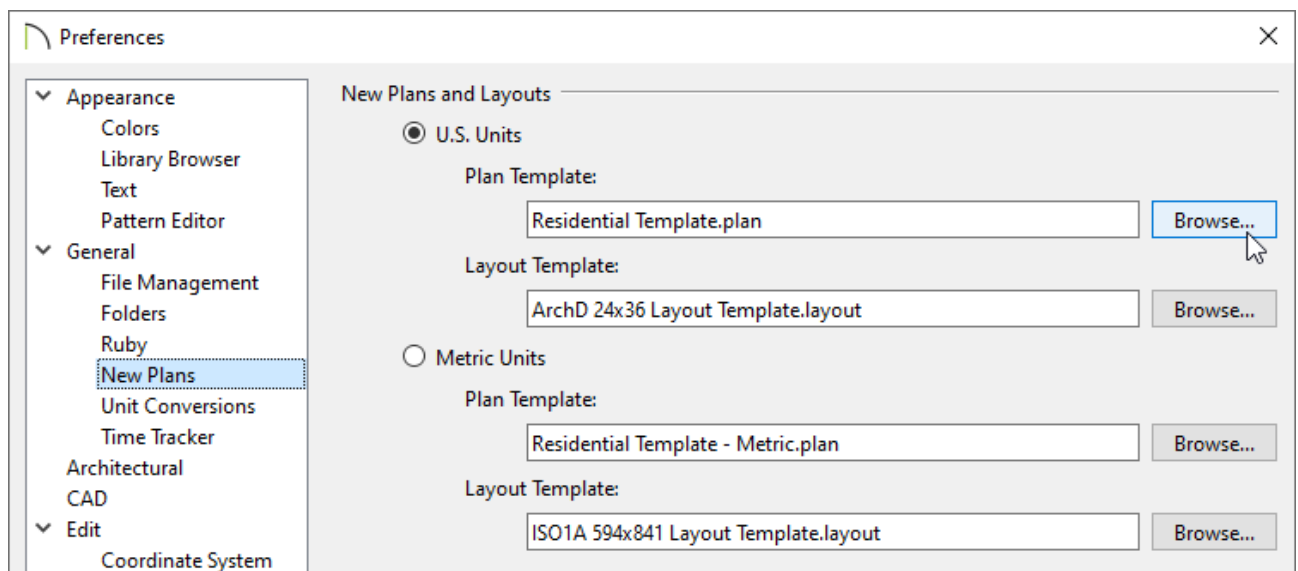 Preferences
Appearance
Colors
Library Browser
Text
Pattern Editor
General
File Management
Folders
Ruby
New Plans
Unit Conversions
Time Tracker
Architectural
CAD
Edit
Coordinate System
New Plans and Layouts
U.S. Units
Plan Template:
Residential Template.plan Browse...
Layout Template:
ArchD 24x36 Layout Template.layout Browse...
Metric Units
Plan Template:
Residential Template - Metric.plan Browse...
Layout Template:
ISO1A 594x841 Layout Template.layout Browse...